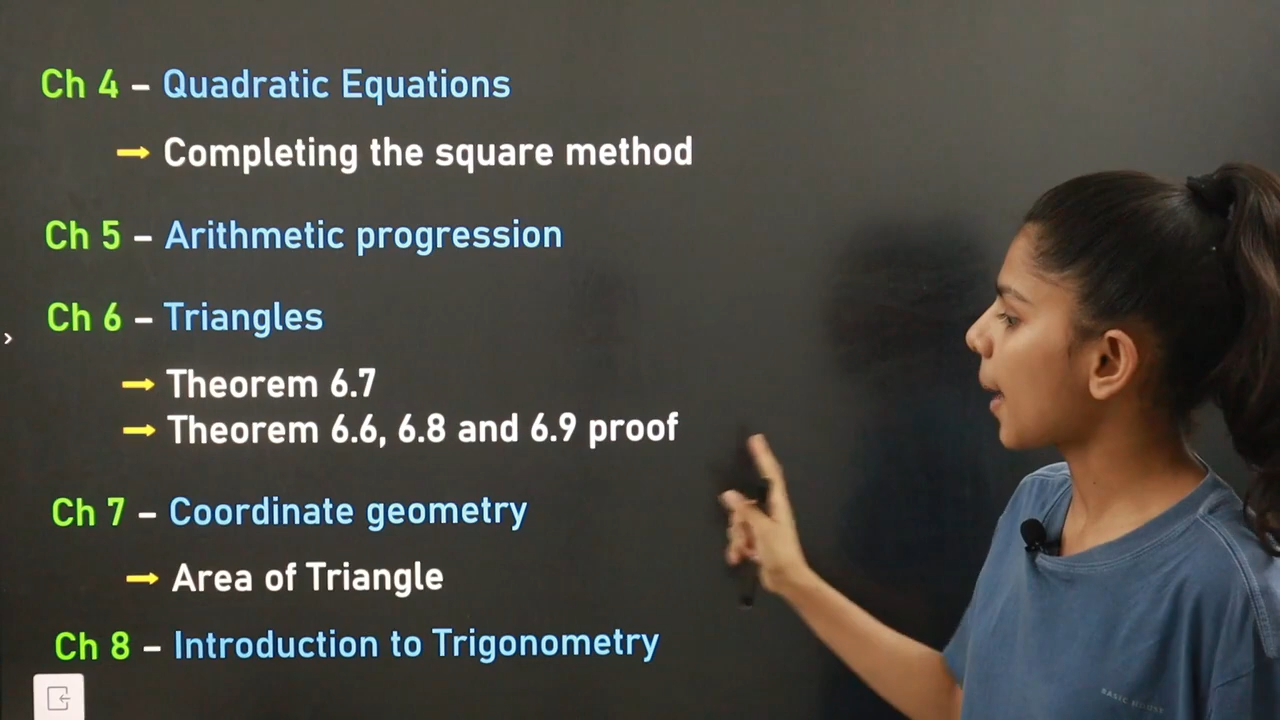 Ch 4 – Quadratic Equations
→ Completing the square method
Ch 5 – Arithmetic progression
Ch 6 – Triangles
→ Theorem 6.7
→ Theorem 6.6, 6.8 and 6.9 proof
Ch 7 – Coordinate geometry
→ Area of Triangle
Ch 8 – Introduction to Trigonometry